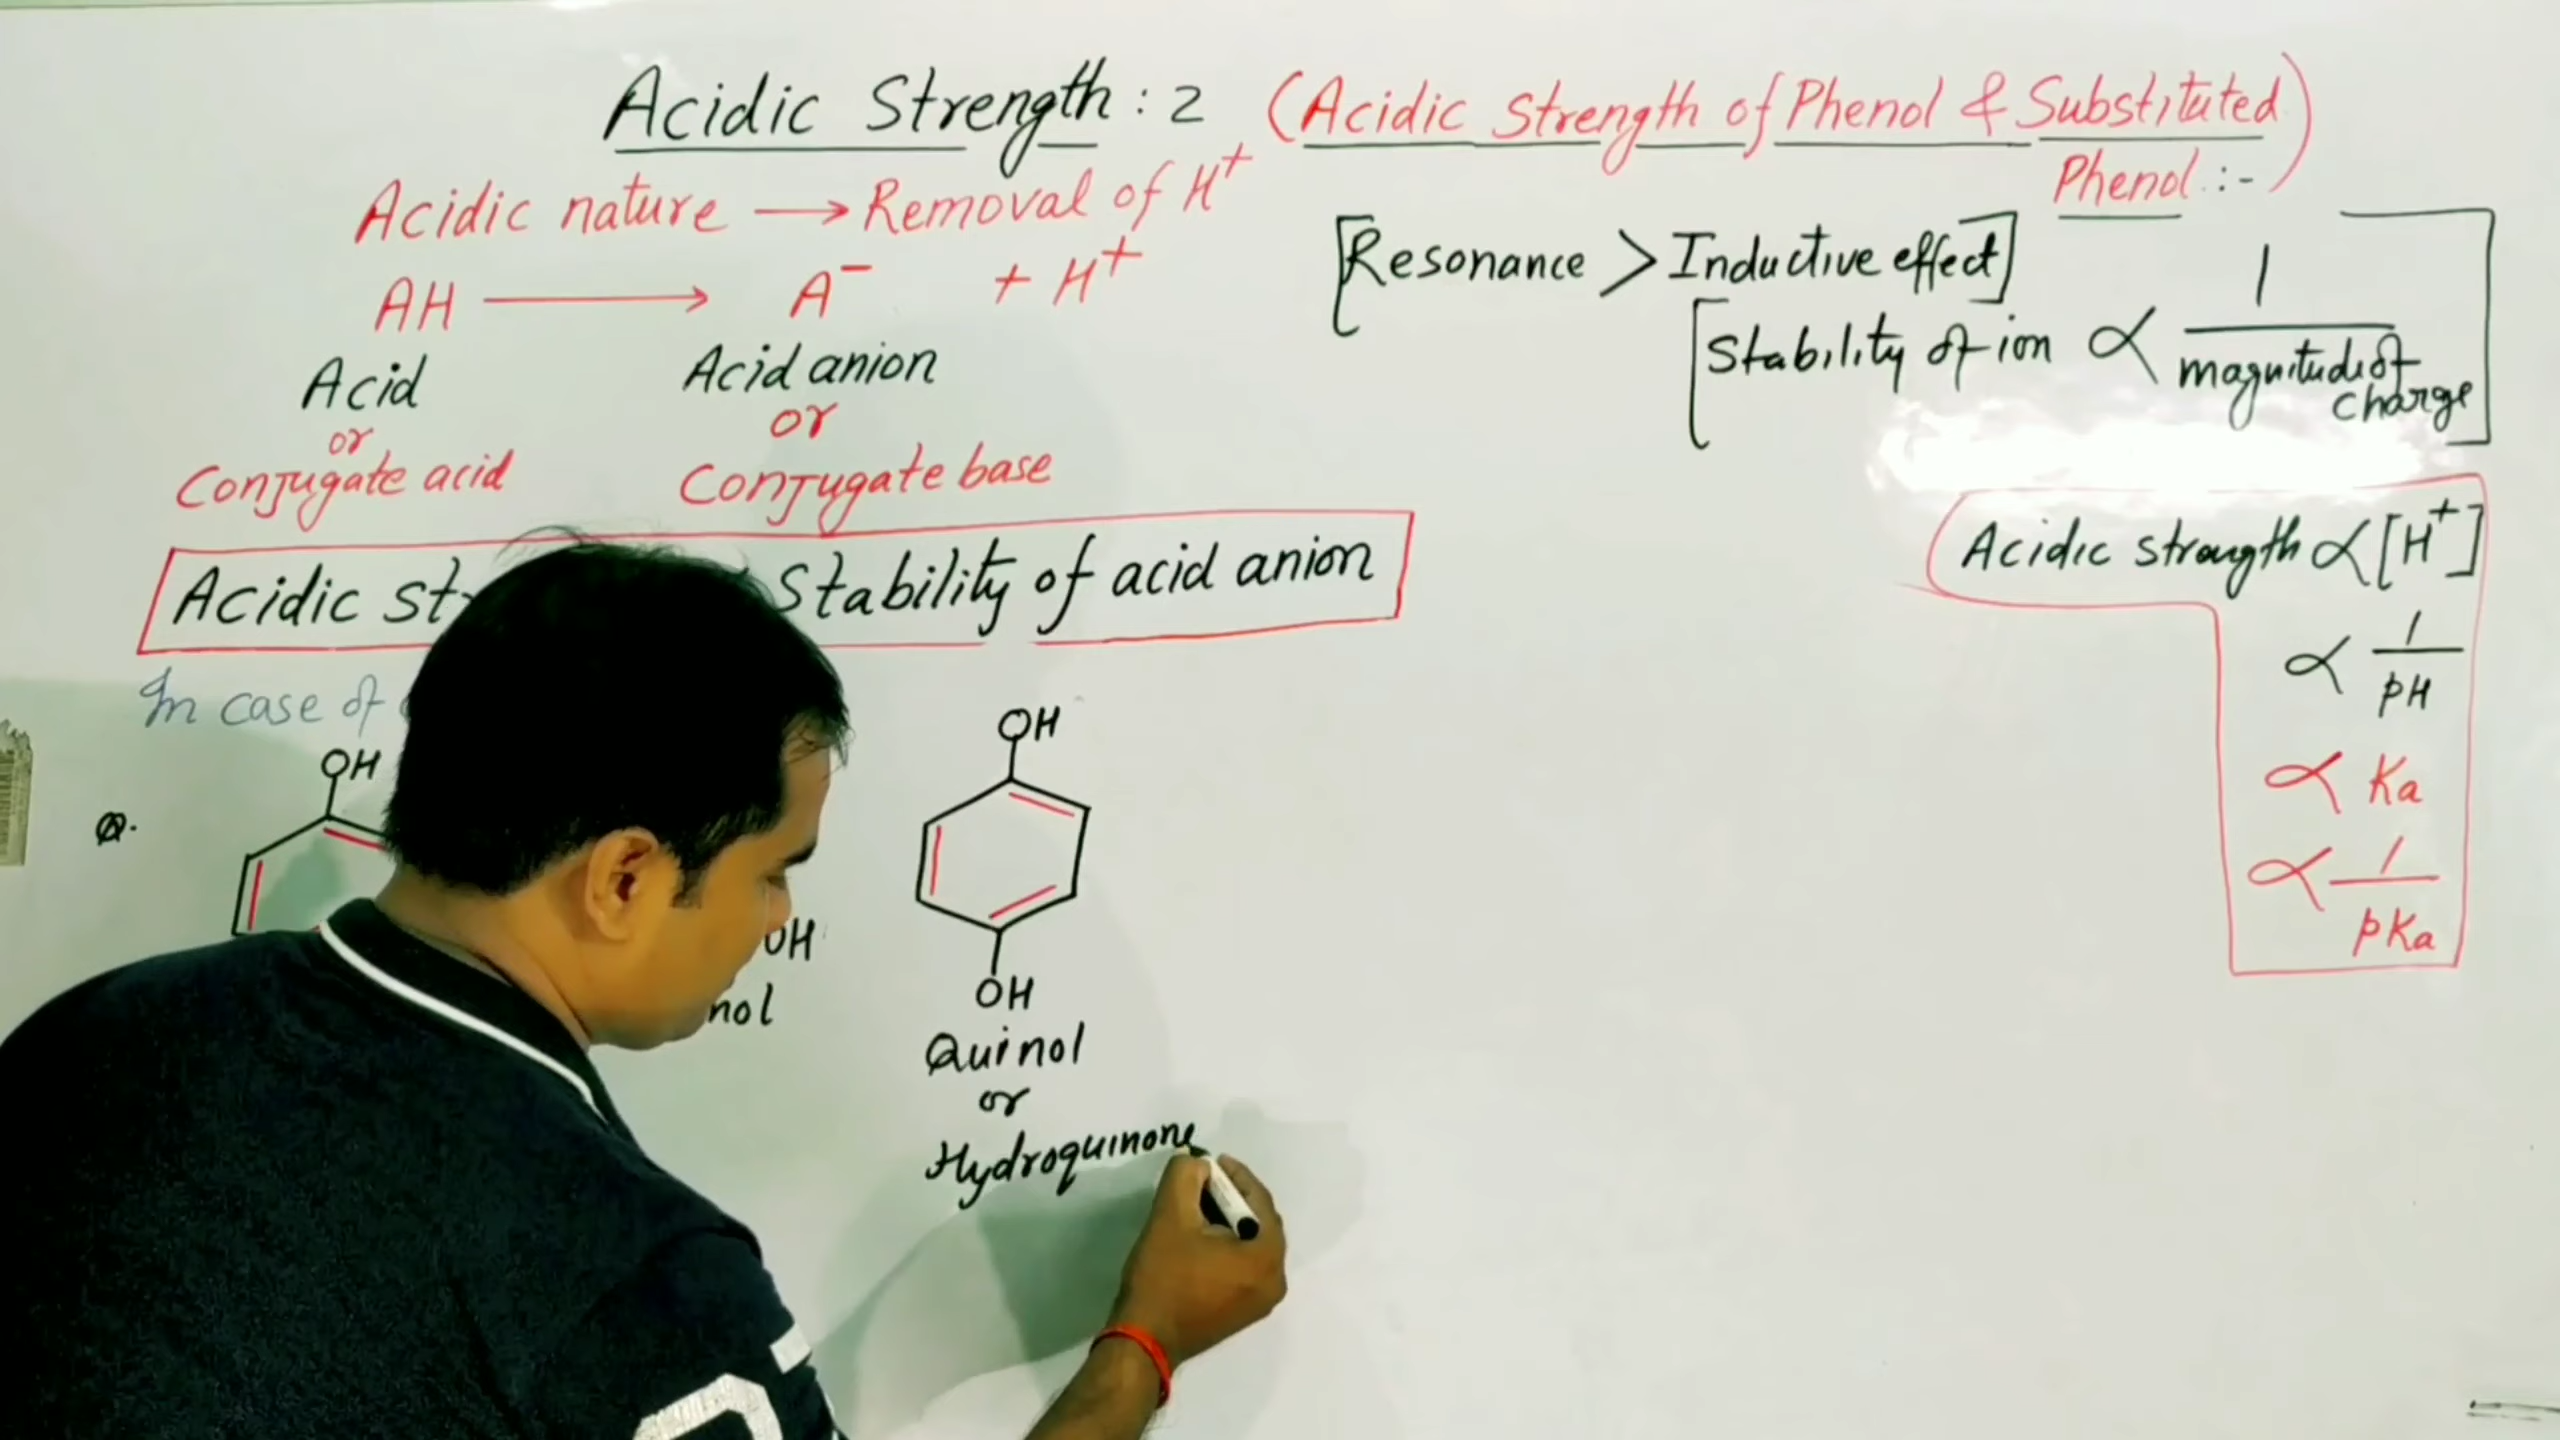 Acidic Strength : 2 (Acidic Strength of Phenol & Substituted
Phenol :-)
Acidic nature → Removal of H⁺
AH → A⁻ + H⁺
Acid Acid anion
or or
Conjugate acid Conjugate base
[Resonance > Inductive effect]
[Stability of ion ∝ 1/magnitude of charge]
Acidic st Stability of acid anion
In case of
Q.
OH
OH
nol
OH
OH
Quinol
or
Hydroquinone
Acidic strength ∝ [H⁺]
∝ 1/pH
∝ Ka
∝ 1/pKa